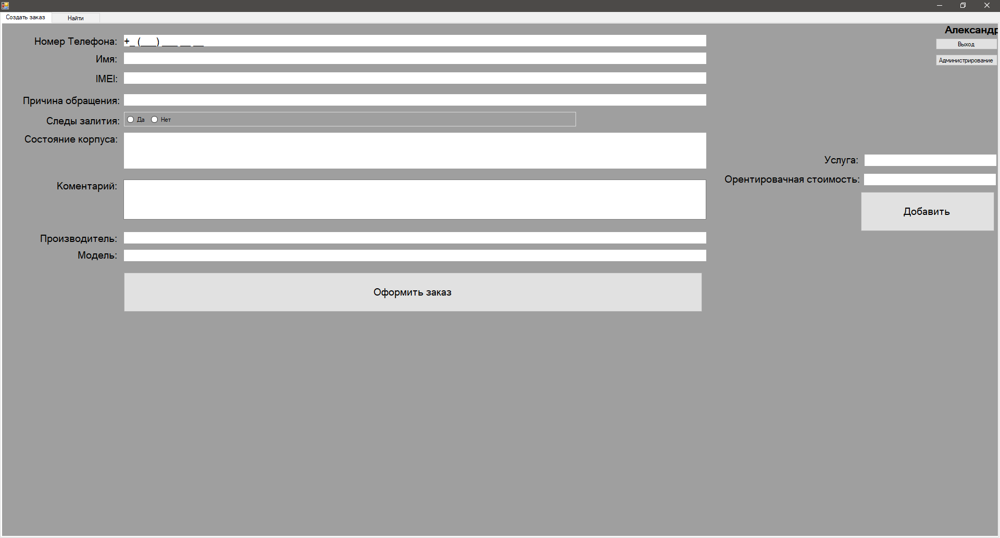 Создать заказ
Найти
Александр
Номер Телефона:
+_ (___) ___ __ __
Выход
Имя:
Администрирование
IMEI:
Причина обращения:
Следы залития:
Да
Нет
Состояние корпуса:
Услуга:
Орентировачная стоимость:
Коментарий:
Добавить
Производитель:
Модель:
Оформить заказ